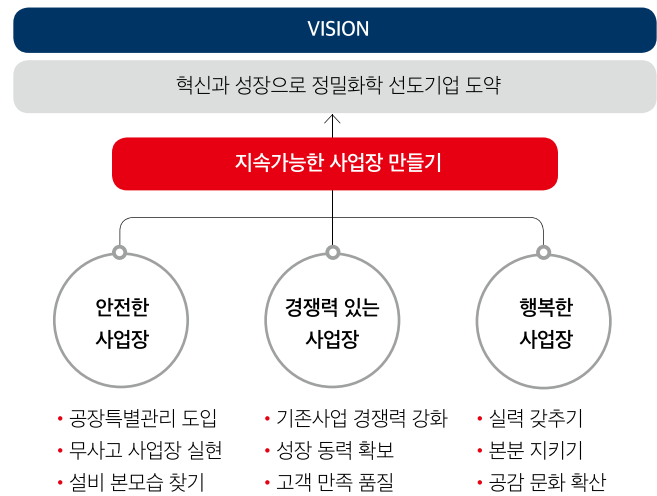 VISION
혁신과 성장으로 정밀화학 선도기업 도약
지속가능한 사업장 만들기
안전한
사업장
경쟁력 있는
사업장
행복한
사업장
• 공장특별관리 도입
• 무사고 사업장 실현
• 설비 본모습 찾기
• 기존사업 경쟁력 강화
• 성장 동력 확보
• 고객 만족 품질
• 실력 갖추기
• 본분 지키기
• 공감 문화 확산